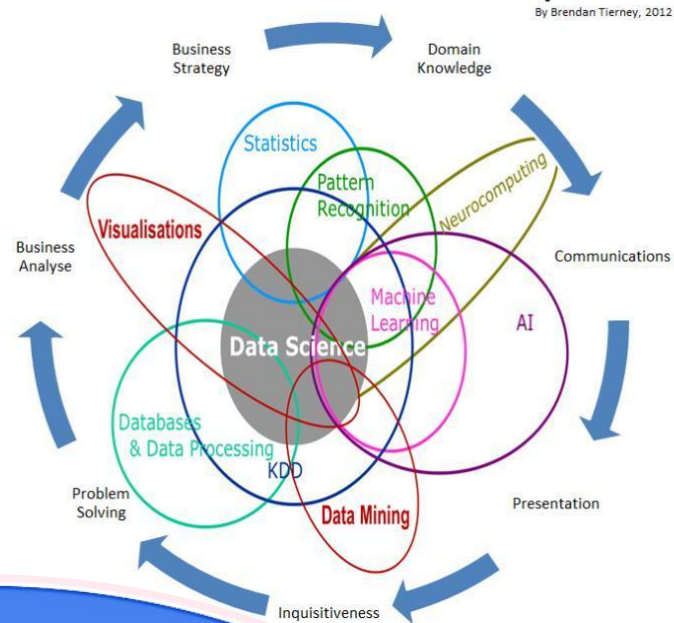 By Brendan Tierney, 2012
Business
Strategy
Domain
Knowledge
Statistics
Pattern
Recognition
Neurocomputing
Visualisations
Business
Analyse
Communications
Machine
Learning
AI
Data Science
Databases
& Data Processing
KDD
Problem
Solving
Data Mining
Presentation
Inquisitiveness